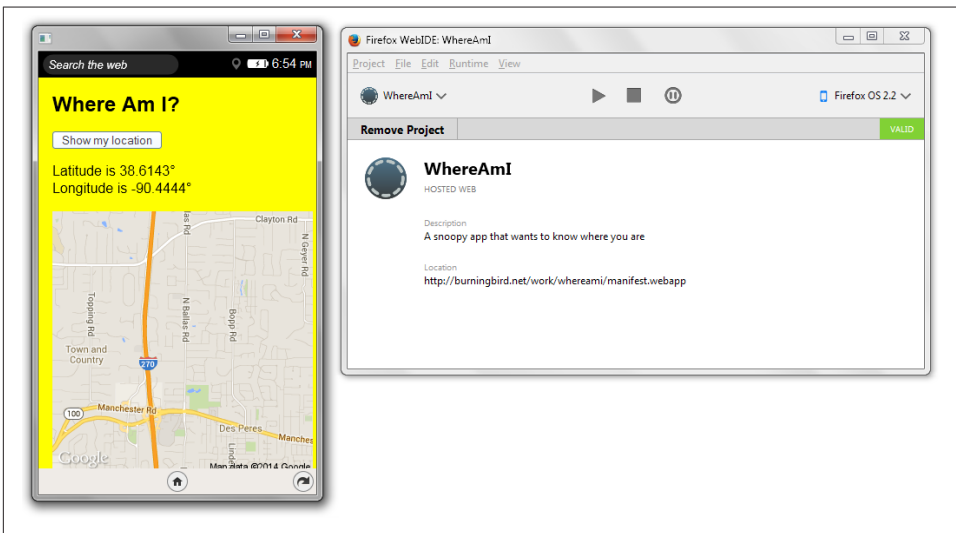 Search the web
6:54 PM
Where Am I?
Show my location
Latitude is 38.6143°
Longitude is -90.4444°
as Rd
Clayton Rd
N Geyer Rd
Topping Rd
N Ballas Rd
Bopp Rd
Town and
Country
270
100
Manchester Rd
Des Peres
Manches
Linde
Google
Map data ©2014 Google
Firefox WebIDE: WhereAmI
Project File Edit Runtime View
WhereAmI
Firefox OS 2.2
Remove Project
VALID
WhereAmI
HOSTED WEB
Description
A snoopy app that wants to know where you are
Location
http://burningbird.net/work/whereami/manifest.webapp